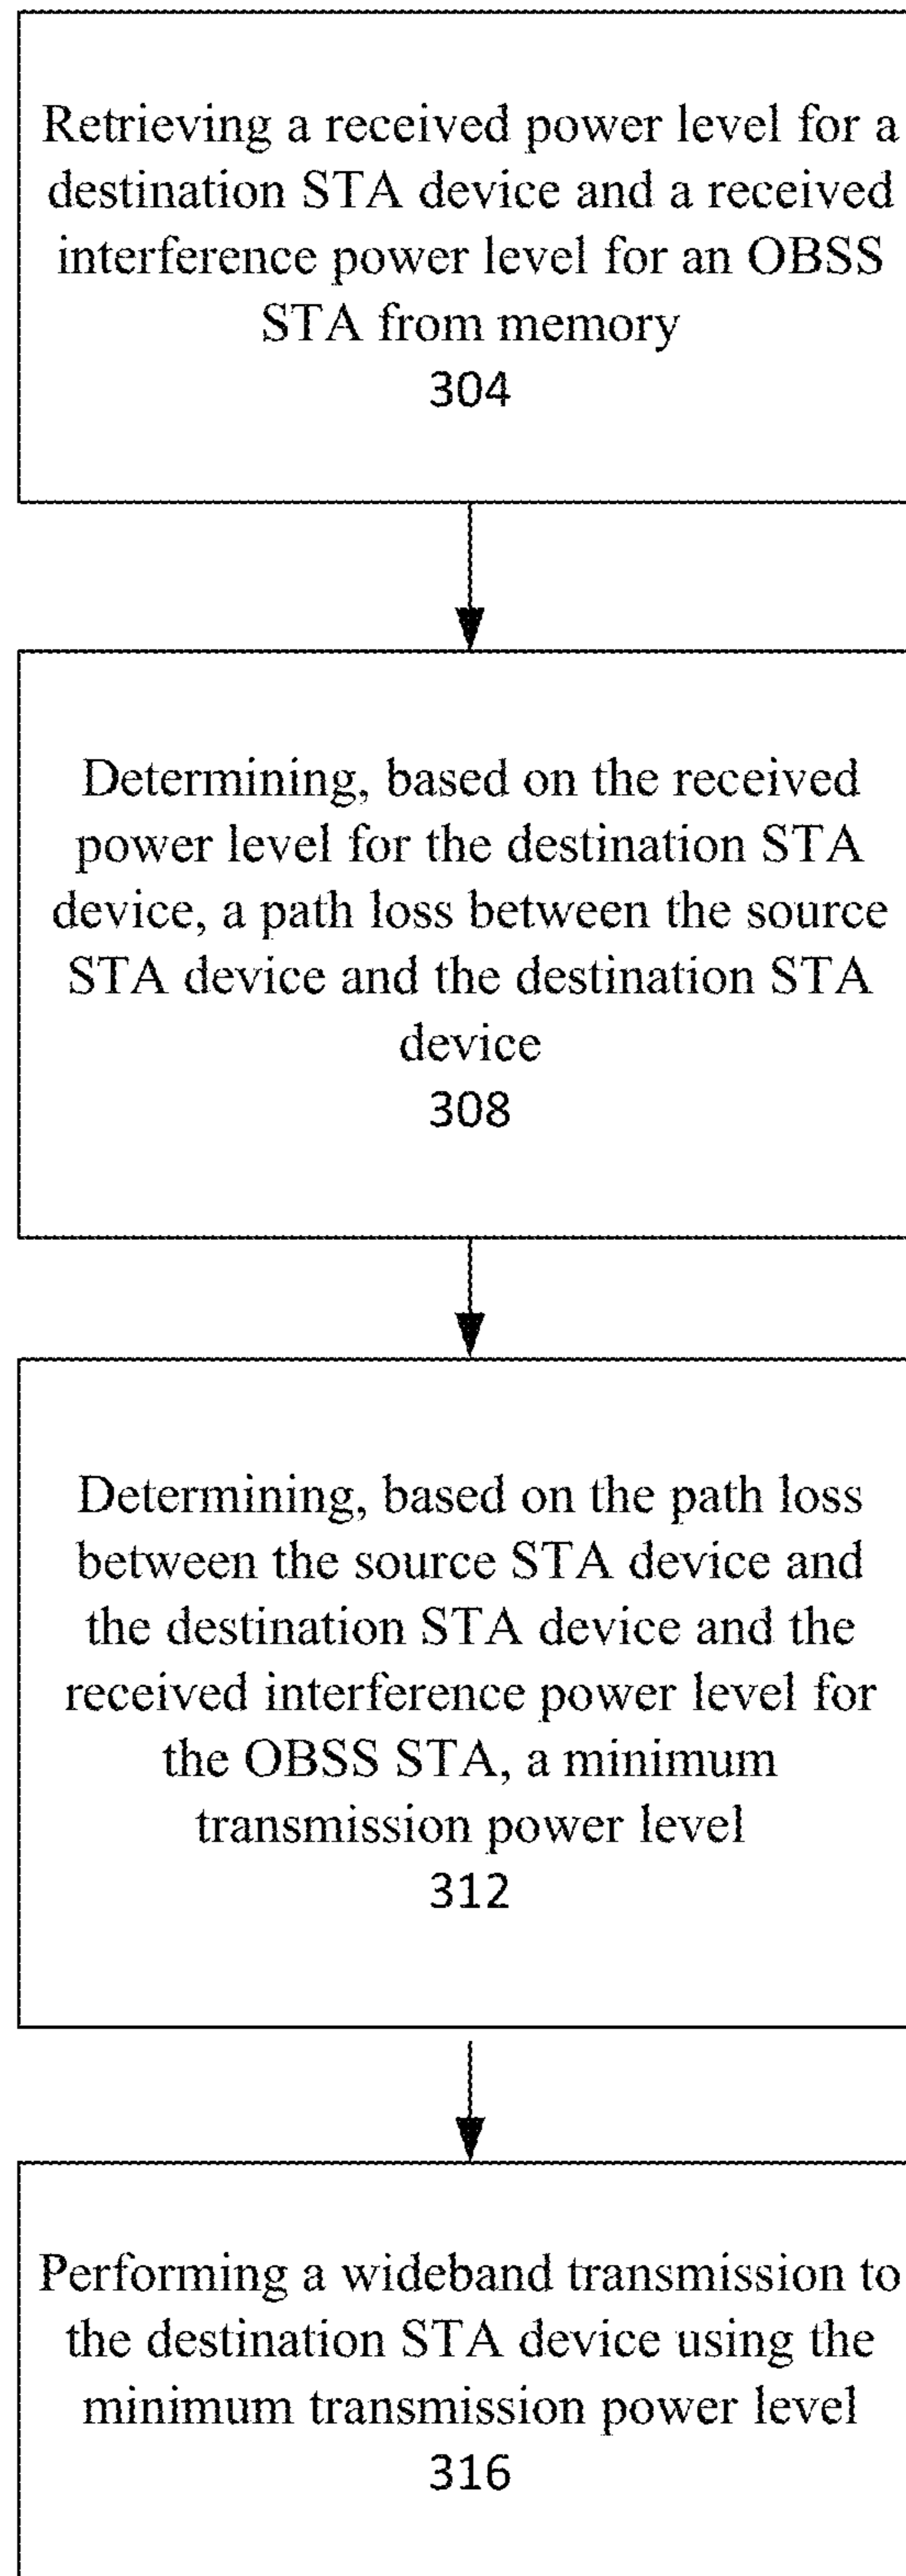 Retrieving a received power level for a
destination STA device and a received
interference power level for an OBSS
STA from memory
304
Determining, based on the received
power level for the destination STA
device, a path loss between the source
STA device and the destination STA
device
308
Determining, based on the path loss
between the source STA device and
the destination STA device and the
received interference power level for
the OBSS STA, a minimum
transmission power level
312
Performing a wideband transmission to
the destination STA device using the
minimum transmission power level
316